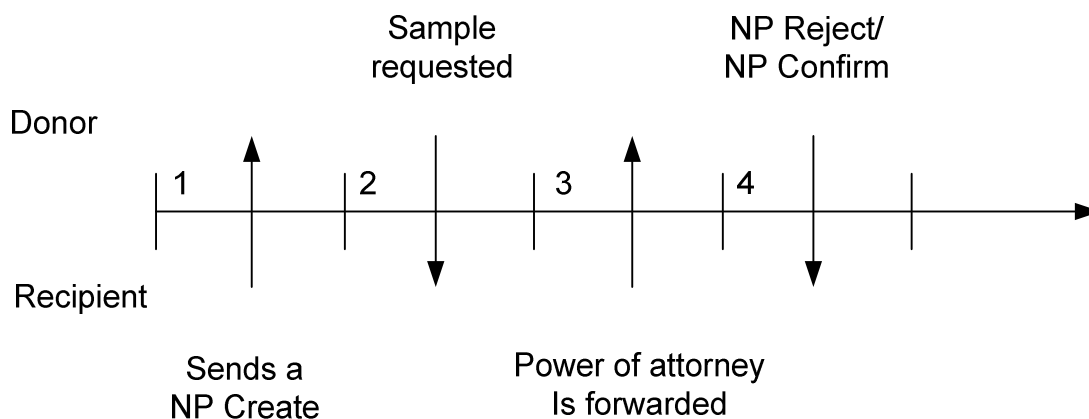 Sample
requested
NP Reject/
NP Confirm
Donor
1
2
3
4
Recipient
Sends a
NP Create
Power of attorney
Is forwarded